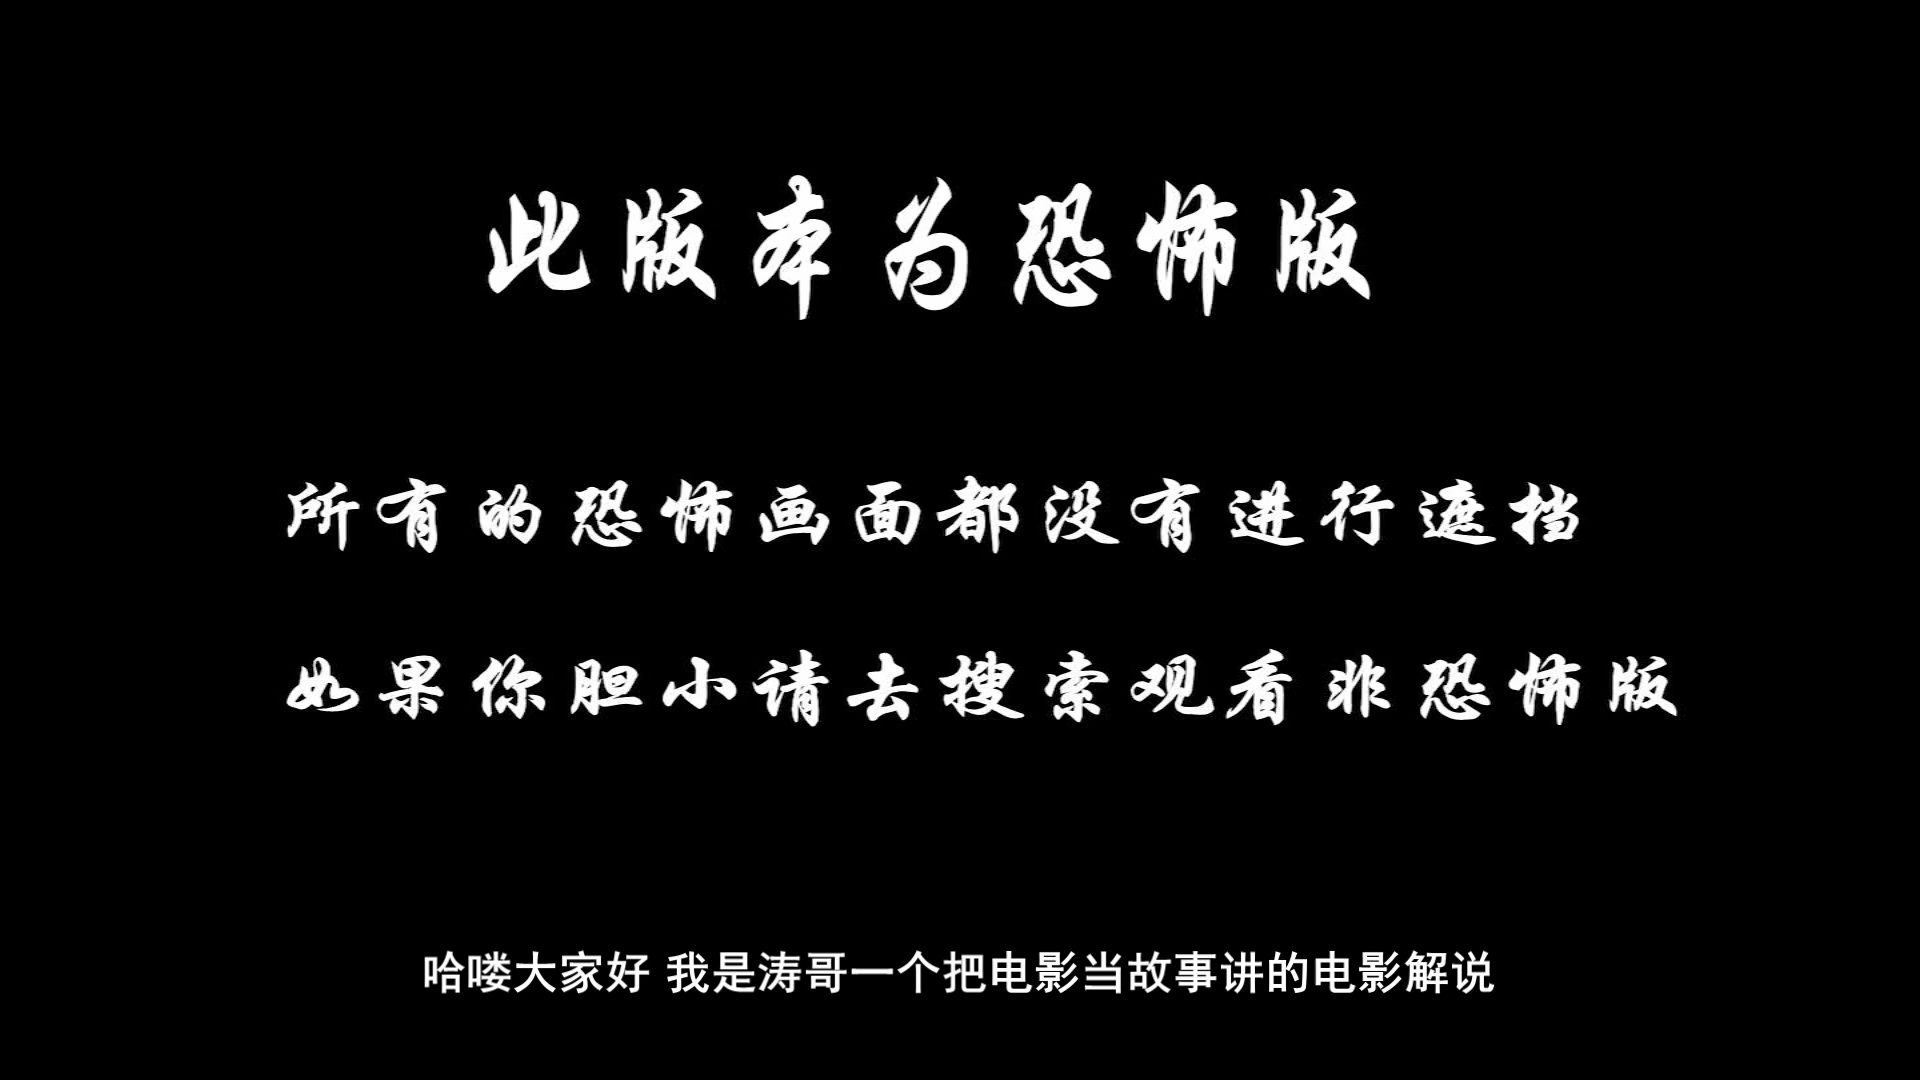 此版本为恐怖版
所有的恐怖画面都没有进行遮挡
如果你胆小请去搜索观看非恐怖版
哈喽大家好 我是涛哥一个把电影当故事讲的电影解说